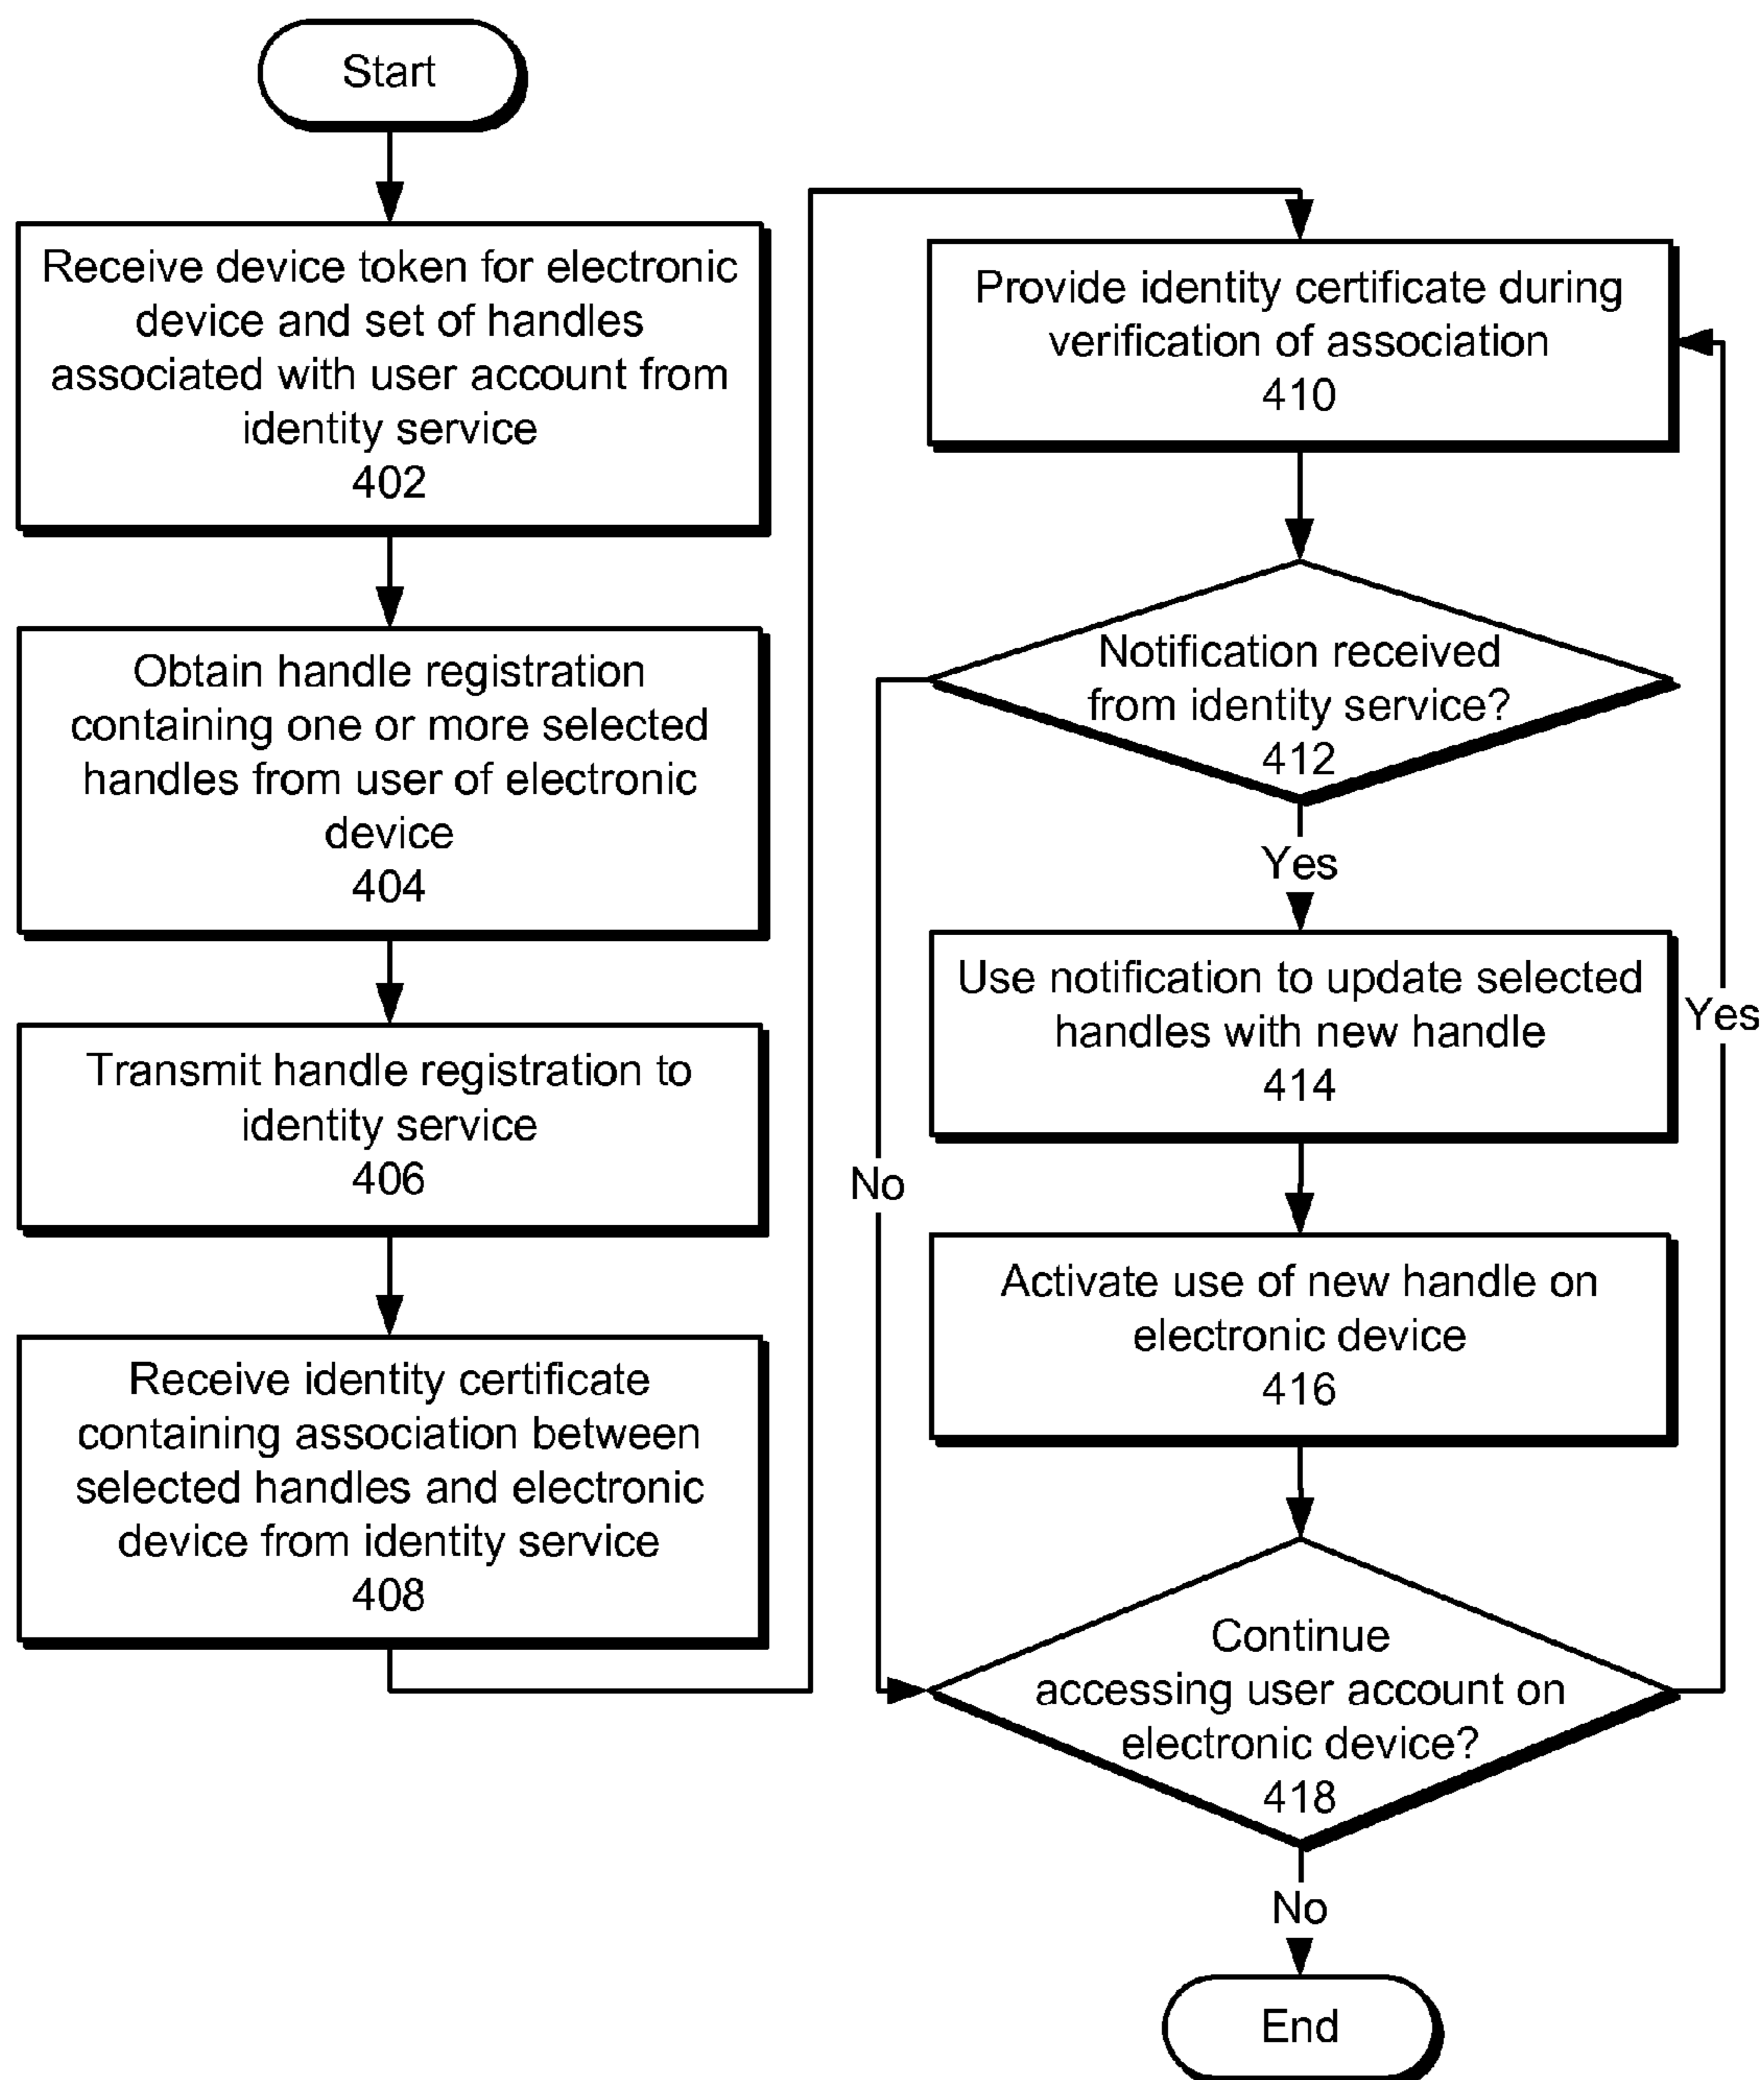 Start
Receive device token for electronic
device and set of handles
associated with user account from
identity service
402
Obtain handle registration
containing one or more selected
handles from user of electronic
device
404
Transmit handle registration to
identity service
406
Receive identity certificate
containing association between
selected handles and electronic
device from identity service
408
Provide identity certificate during
verification of association
410
Notification received
from identity service?
412
Yes
Use notification to update selected
handles with new handle
414
Yes
No
Activate use of new handle on
electronic device
416
Continue
accessing user account on
electronic device?
418
No
End